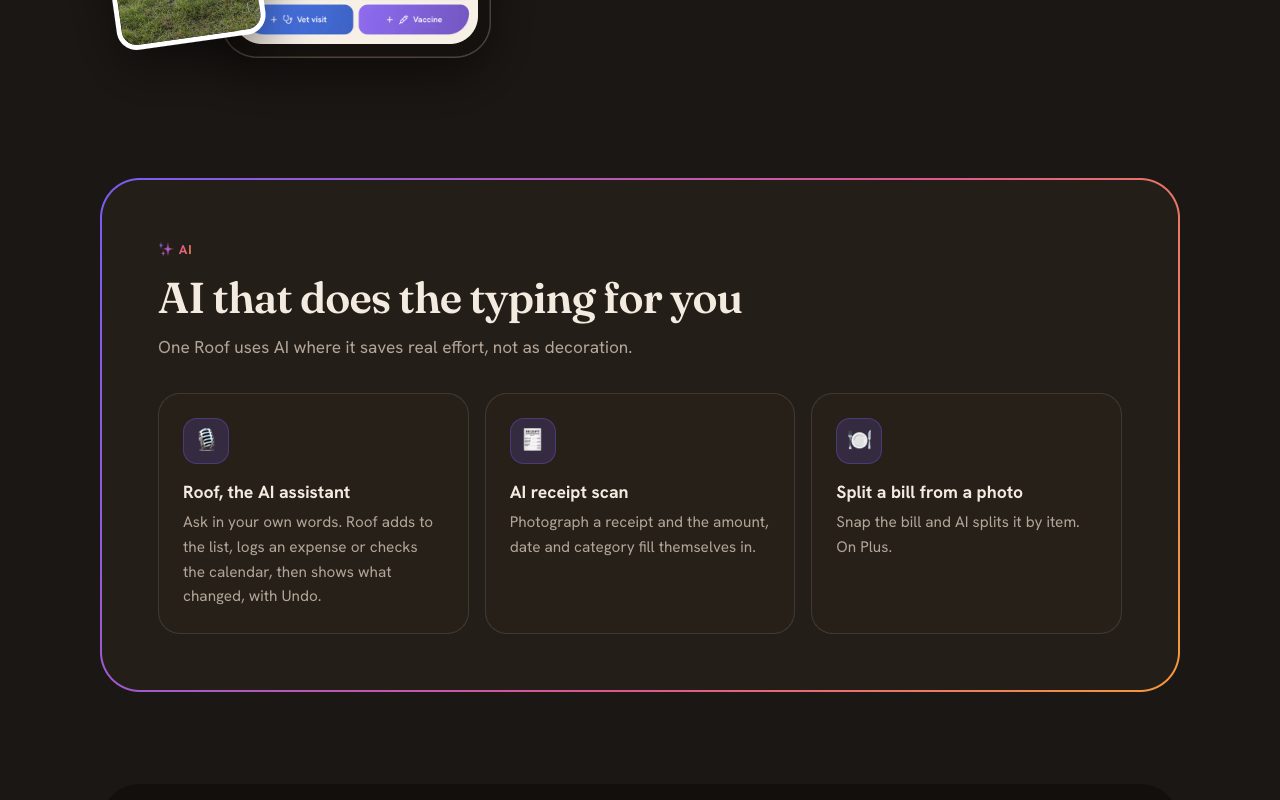 + Vet visit
+ Vaccine
AI
AI that does the typing for you
One Roof uses AI where it saves real effort, not as decoration.
Roof, the AI assistant
Ask in your own words. Roof adds to
the list, logs an expense or checks
the calendar, then shows what
changed, with Undo.
AI receipt scan
Photograph a receipt and the amount,
date and category fill themselves in.
Split a bill from a photo
Snap the bill and AI splits it by item.
On Plus.